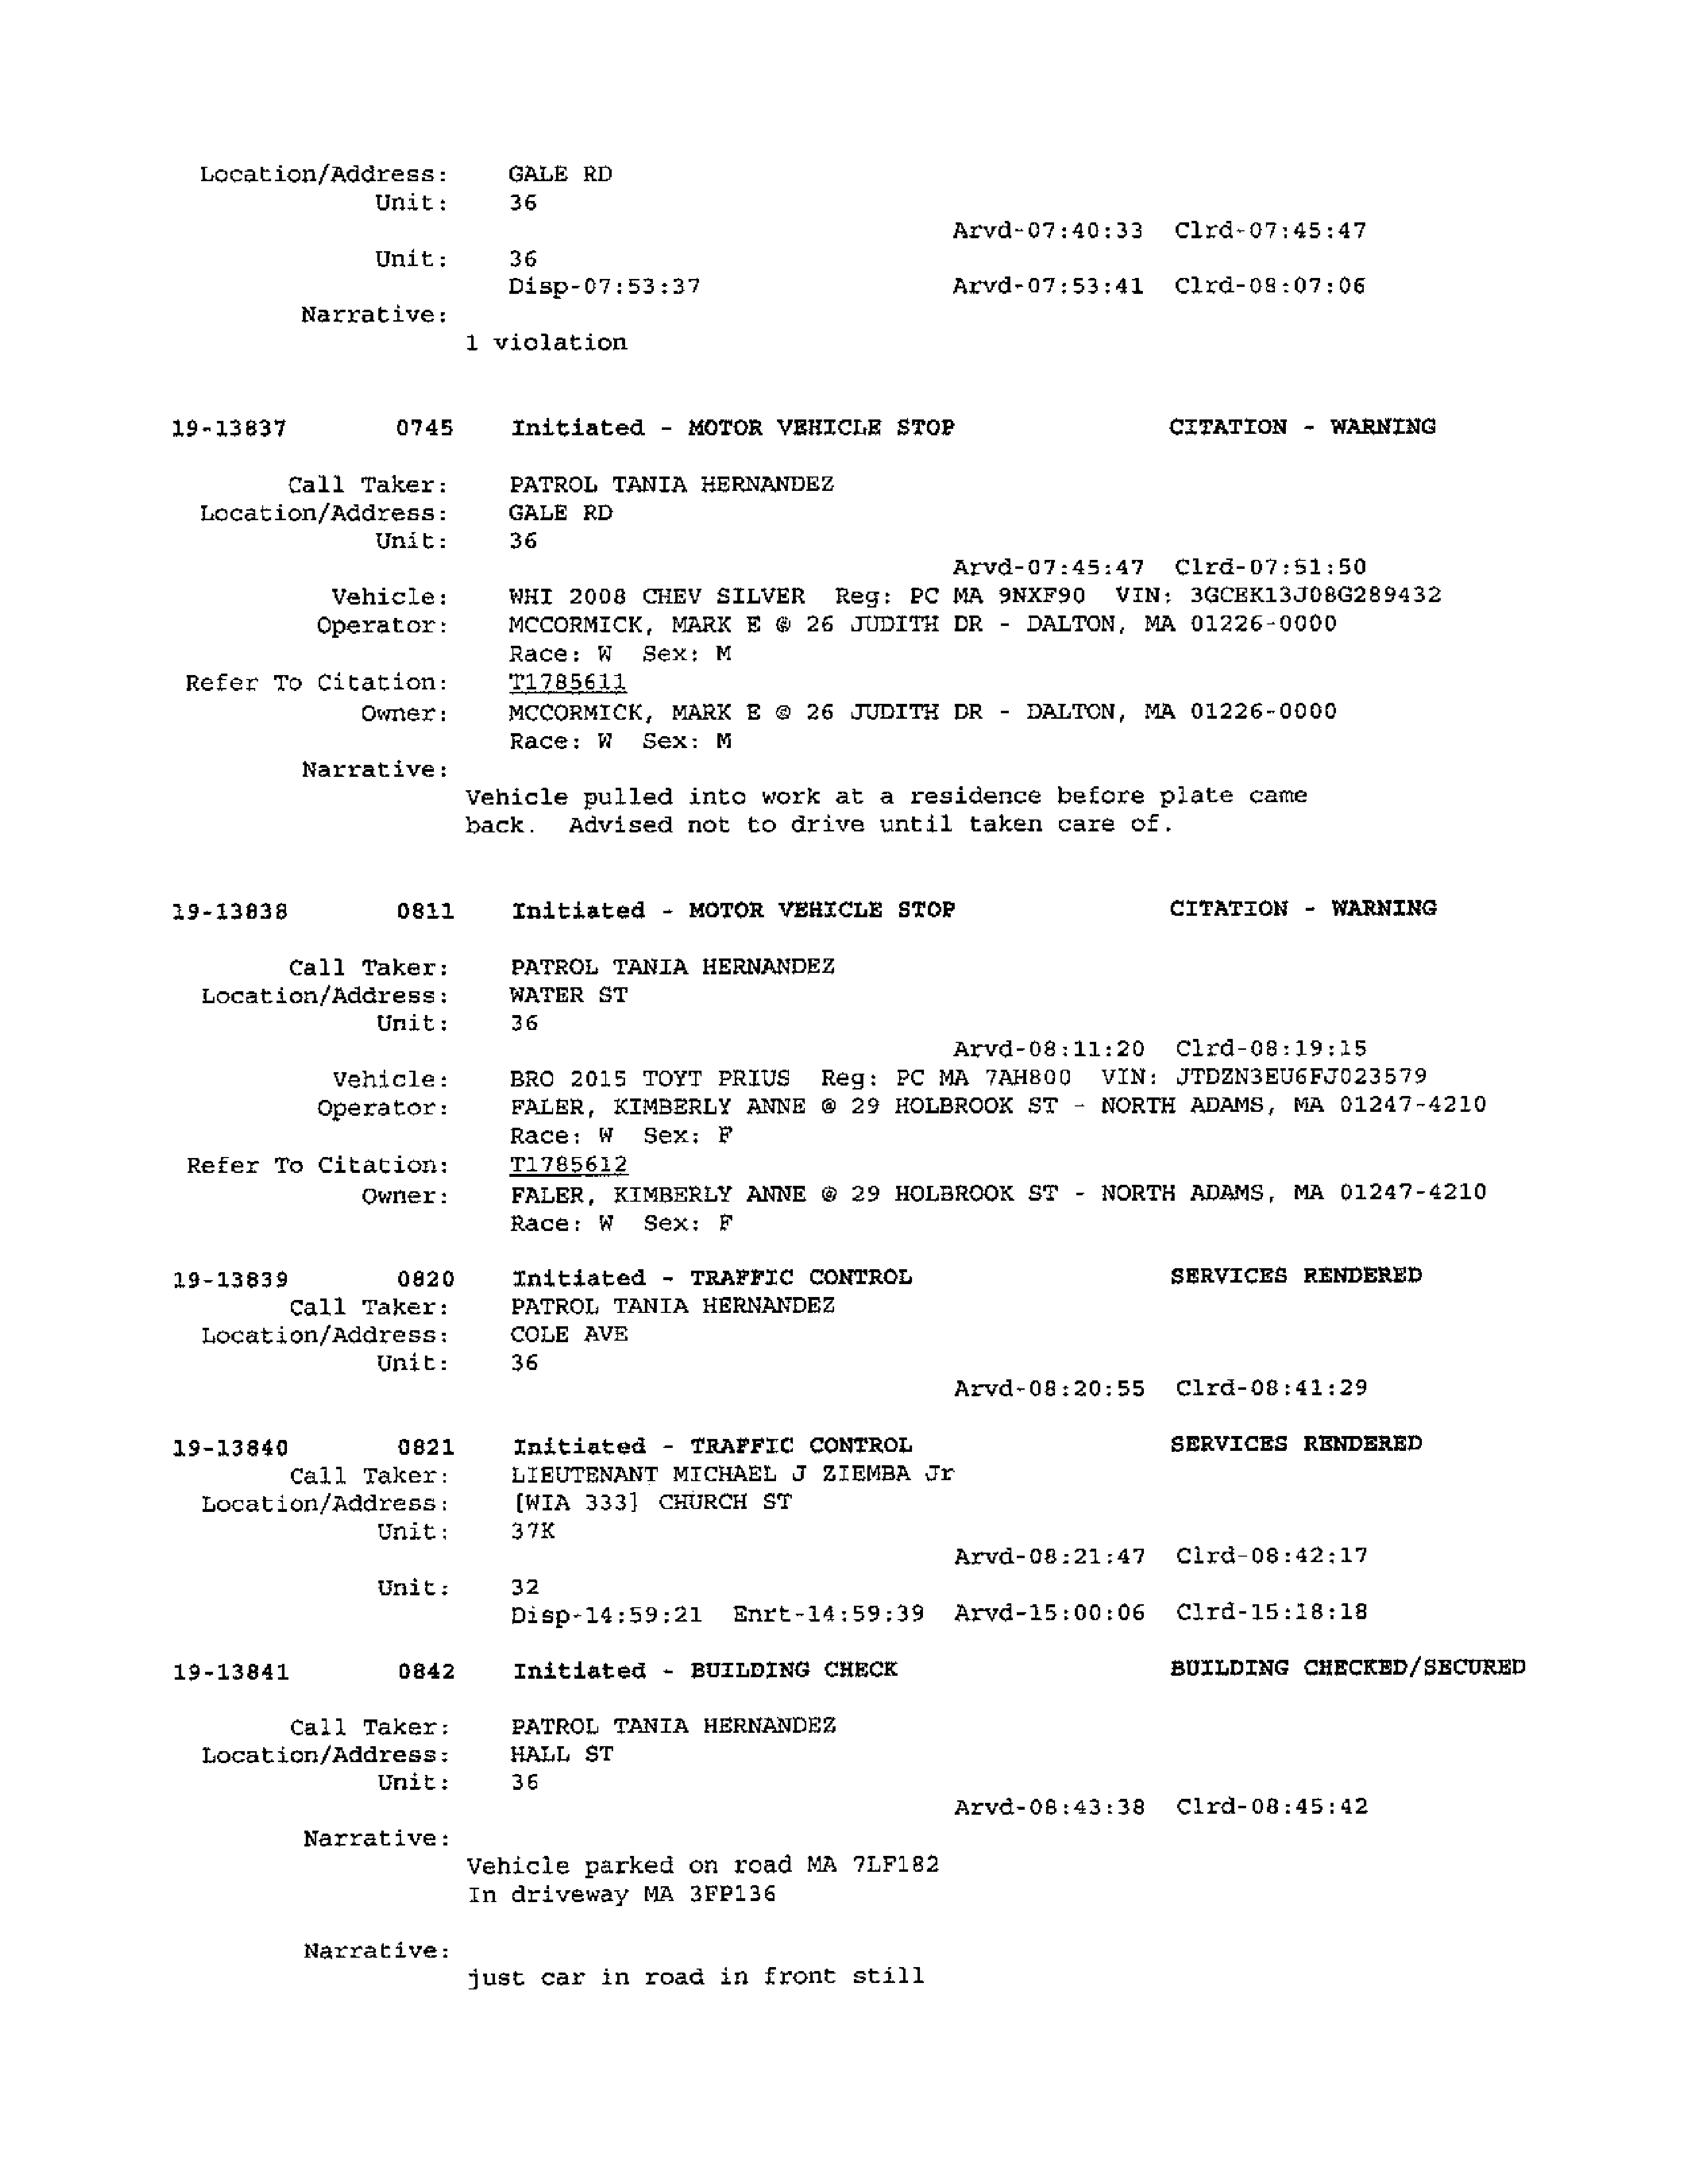 Location/Address: GALE RD
Unit: 36
Arvd-07:40:33 Clrd-07:45:47
Unit: 36
Disp-07:53:37 Arvd-07:53:41 Clrd-08:07:06
Narrative:
1 violation
19-13837 0745 Initiated - MOTOR VEHICLE STOP CITATION - WARNING
Call Taker: PATROL TANIA HERNANDEZ
Location/Address: GALE RD
Unit: 36
Arvd-07:45:47 Clrd-07:51:50
Vehicle: WHI 2008 CHEV SILVER Reg: PC MA 9NXF90 VIN: 3GCEK13J08G289432
Operator: MCCORMICK, MARK E @ 26 JUDITH DR - DALTON, MA 01226-0000
Race: W Sex: M
Refer To Citation: T1785611
Owner: MCCORMICK, MARK E @ 26 JUDITH DR - DALTON, MA 01226-0000
Race: W Sex: M
Narrative:
Vehicle pulled into work at a residence before plate came
back. Advised not to drive until taken care of.
19-13838 0811 Initiated - MOTOR VEHICLE STOP CITATION - WARNING
Call Taker: PATROL TANIA HERNANDEZ
Location/Address: WATER ST
Unit: 36
Arvd-08:11:20 Clrd-08:19:15
Vehicle: BRO 2015 TOYT PRIUS Reg: PC MA 7AH800 VIN: JTDZN3EU6FJ023579
Operator: FALER, KIMBERLY ANNE @ 29 HOLBROOK ST - NORTH ADAMS, MA 01247-4210
Race: W Sex: F
Refer To Citation: T1785612
Owner: FALER, KIMBERLY ANNE @ 29 HOLBROOK ST - NORTH ADAMS, MA 01247-4210
Race: W Sex: F
19-13839 0820 Initiated - TRAFFIC CONTROL SERVICES RENDERED
Call Taker: PATROL TANIA HERNANDEZ
Location/Address: COLE AVE
Unit: 36
Arvd-08:20:55 Clrd-08:41:29
19-13840 0821 Initiated - TRAFFIC CONTROL SERVICES RENDERED
Call Taker: LIEUTENANT MICHAEL J ZIEMBA Jr
Location/Address: [WIA 333] CHURCH ST
Unit: 37K
Arvd-08:21:47 Clrd-08:42:17
Unit: 32
Disp-14:59:21 Enrt-14:59:39 Arvd-15:00:06 Clrd-15:18:18
19-13841 0842 Initiated - BUILDING CHECK BUILDING CHECKED/SECURED
Call Taker: PATROL TANIA HERNANDEZ
Location/Address: HALL ST
Unit: 36
Arvd-08:43:38 Clrd-08:45:42
Narrative:
Vehicle parked on road MA 7LF182
In driveway MA 3FP136
Narrative:
just car in road in front still